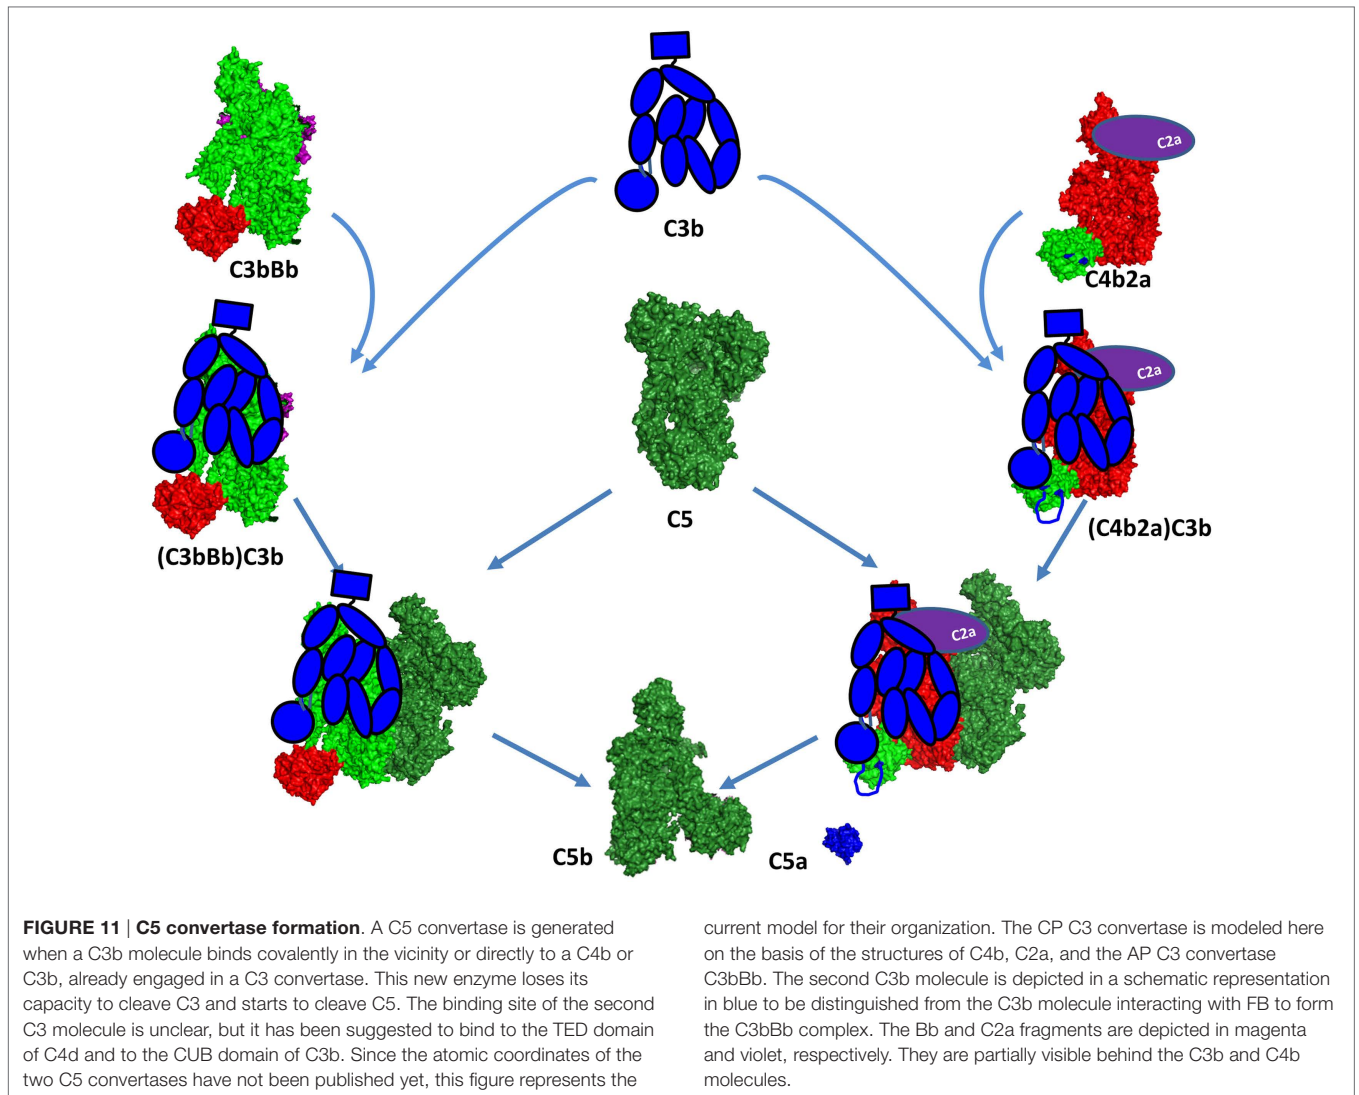 C3bBb
C3b
C2a
C4b2a
C2a
C5
(C3bBb)C3b
(C4b2a)C3b
C2a
C5b
C5a
FIGURE 11 | C5 convertase formation. A C5 convertase is generated
when a C3b molecule binds covalently in the vicinity or directly to a C4b or
C3b, already engaged in a C3 convertase. This new enzyme loses its
capacity to cleave C3 and starts to cleave C5. The binding site of the second
C3 molecule is unclear, but it has been suggested to bind to the TED domain
of C4d and to the CUB domain of C3b. Since the atomic coordinates of the
two C5 convertases have not been published yet, this figure represents the
current model for their organization. The CP C3 convertase is modeled here
on the basis of the structures of C4b, C2a, and the AP C3 convertase
C3bBb. The second C3b molecule is depicted in a schematic representation
in blue to be distinguished from the C3b molecule interacting with FB to form
the C3bBb complex. The Bb and C2a fragments are depicted in magenta
and violet, respectively. They are partially visible behind the C3b and C4b
molecules.